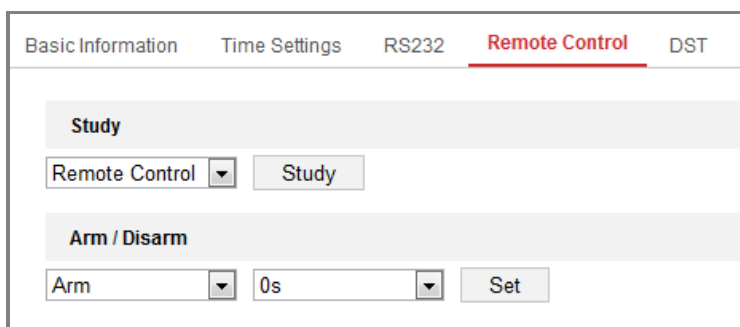 Basic Information Time Settings RS232 Remote Control DST
Study
Remote Control Study
Arm / Disarm
Arm 0s Set